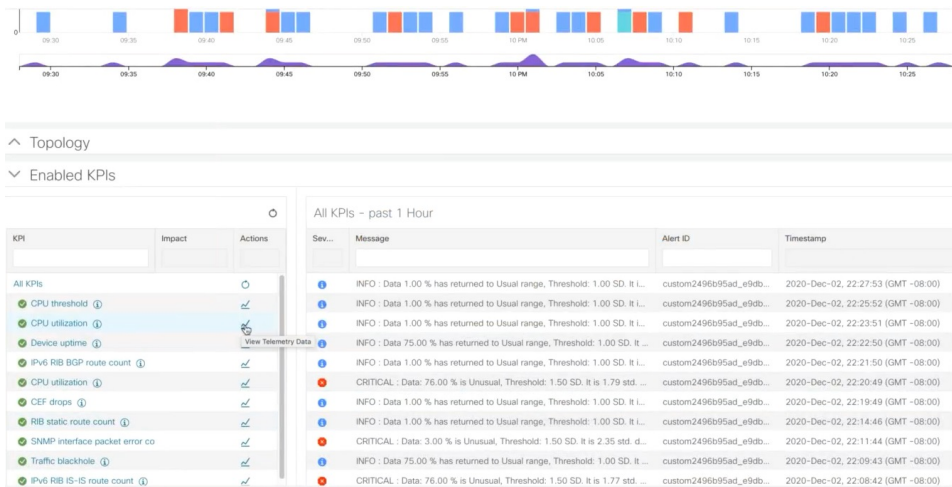 0
09:30 09:35 09:40 09:45 09:50 09:55 10 PM 10:05 10:10 10:15 10:20 10:25
09:30 09:35 09:40 09:45 09:50 09:55 10 PM 10:05 10:10 10:15 10:20 10:25
Topology
Enabled KPIs
All KPIs - past 1 Hour
KPI Impact Actions
Sev... Message Alert ID Timestamp
All KPIs
INFO : Data 1.00 % has returned to Usual range, Threshold: 1.00 SD. It i... custom2496b95ad_e9db... 2020-Dec-02, 22:27:53 (GMT -08:00)
CPU threshold
INFO : Data 1.00 % has returned to Usual range, Threshold: 1.00 SD. It i... custom2496b95ad_e9db... 2020-Dec-02, 22:25:52 (GMT -08:00)
CPU utilization
INFO : Data 1.00 % has returned to Usual range, Threshold: 1.00 SD. It i... custom2496b95ad_e9db... 2020-Dec-02, 22:23:51 (GMT -08:00)
Device uptime
View Telemetry Data
INFO : Data 75.00 % has returned to Usual range, Threshold: 1.00 SD. It ... custom2496b95ad_e9db... 2020-Dec-02, 22:22:50 (GMT -08:00)
IPv6 RIB BGP route count
INFO : Data 1.00 % has returned to Usual range, Threshold: 1.00 SD. It i... custom2496b95ad_e9db... 2020-Dec-02, 22:21:50 (GMT -08:00)
CPU utilization
CRITICAL : Data: 76.00 % is Unusual, Threshold: 1.50 SD. It is 1.79 std. ... custom2496b95ad_e9db... 2020-Dec-02, 22:20:49 (GMT -08:00)
CEF drops
INFO : Data 1.00 % has returned to Usual range, Threshold: 1.00 SD. It i... custom2496b95ad_e9db... 2020-Dec-02, 22:19:49 (GMT -08:00)
RIB static route count
INFO : Data 1.00 % has returned to Usual range, Threshold: 1.00 SD. It i... custom2496b95ad_e9db... 2020-Dec-02, 22:14:46 (GMT -08:00)
SNMP interface packet error co
CRITICAL : Data: 3.00 % is Unusual, Threshold: 1.50 SD. It is 2.35 std. d... custom2496b95ad_e9db... 2020-Dec-02, 22:11:44 (GMT -08:00)
Traffic blackhole
INFO : Data 75.00 % has returned to Usual range, Threshold: 1.00 SD. It ... custom2496b95ad_e9db... 2020-Dec-02, 22:09:43 (GMT -08:00)
IPv6 RIB IS-IS route count
CRITICAL : Data: 76.00 % is Unusual, Threshold: 1.50 SD. It is 1.77 std. ... custom2496b95ad_e9db... 2020-Dec-02, 22:08:42 (GMT -08:00)